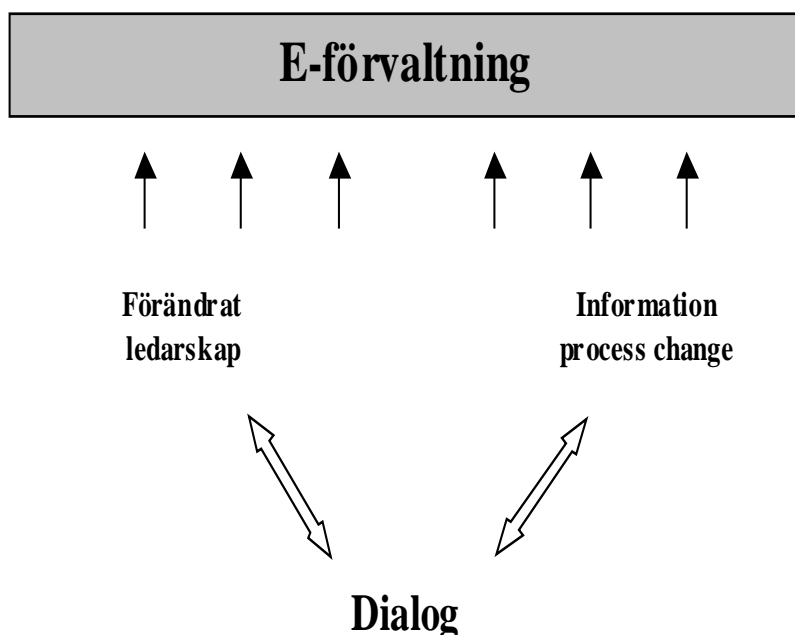 E-förvaltning
Förändrat
ledarskap
Information
process change
Dialog